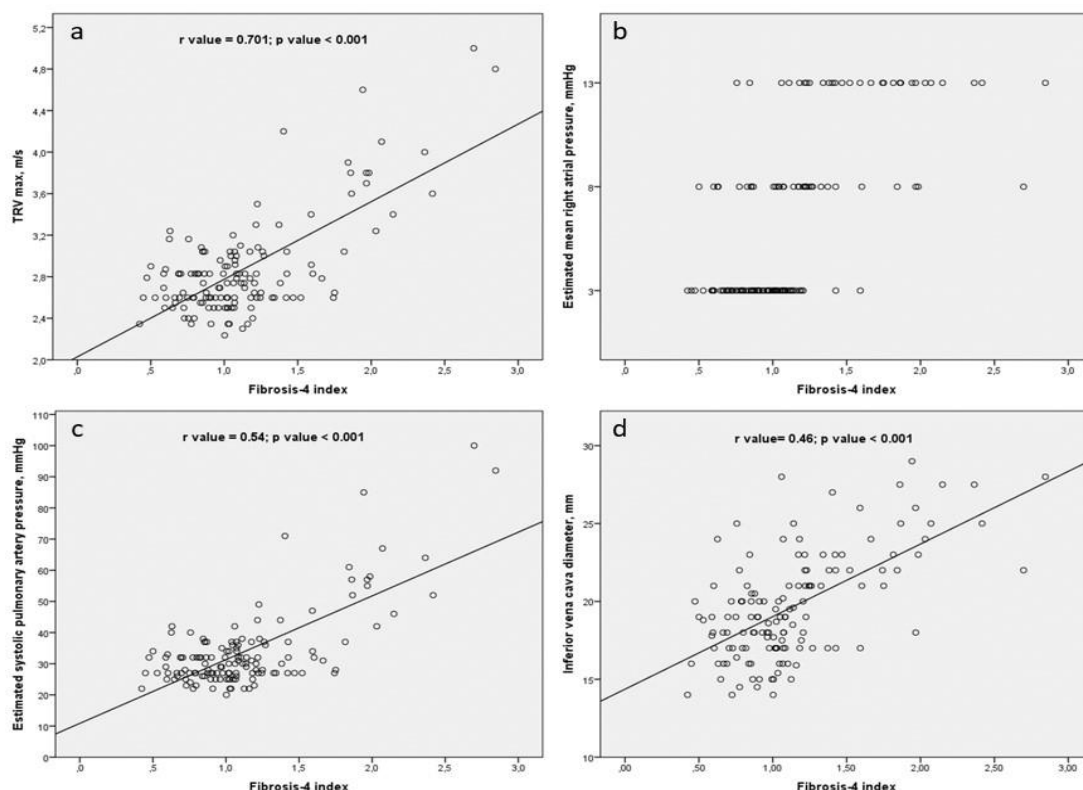 a
r value = 0.701; p value < 0.001
5,2
4,8
4,4
4,0
3,6
3,2
2,8
2,4
2,0
TRV max, m/s
,0 ,5 1,0 1,5 2,0 2,5 3,0
Fibrosis-4 index
b
13
8
3
Estimated mean right atrial pressure, mmHg
,0 ,5 1,0 1,5 2,0 2,5 3,0
Fibrosis-4 index
c
r value = 0.54; p value < 0.001
110
100
90
80
70
60
50
40
30
20
10
0
Estimated systolic pulmonary artery pressure, mmHg
,0 ,5 1,0 1,5 2,0 2,5 3,0
Fibrosis-4 index
d
r value= 0.46; p value < 0.001
30
25
20
15
10
Inferior vena cava diameter, mm
,00 ,50 1,00 1,50 2,00 2,50 3,00
Fibrosis-4 index